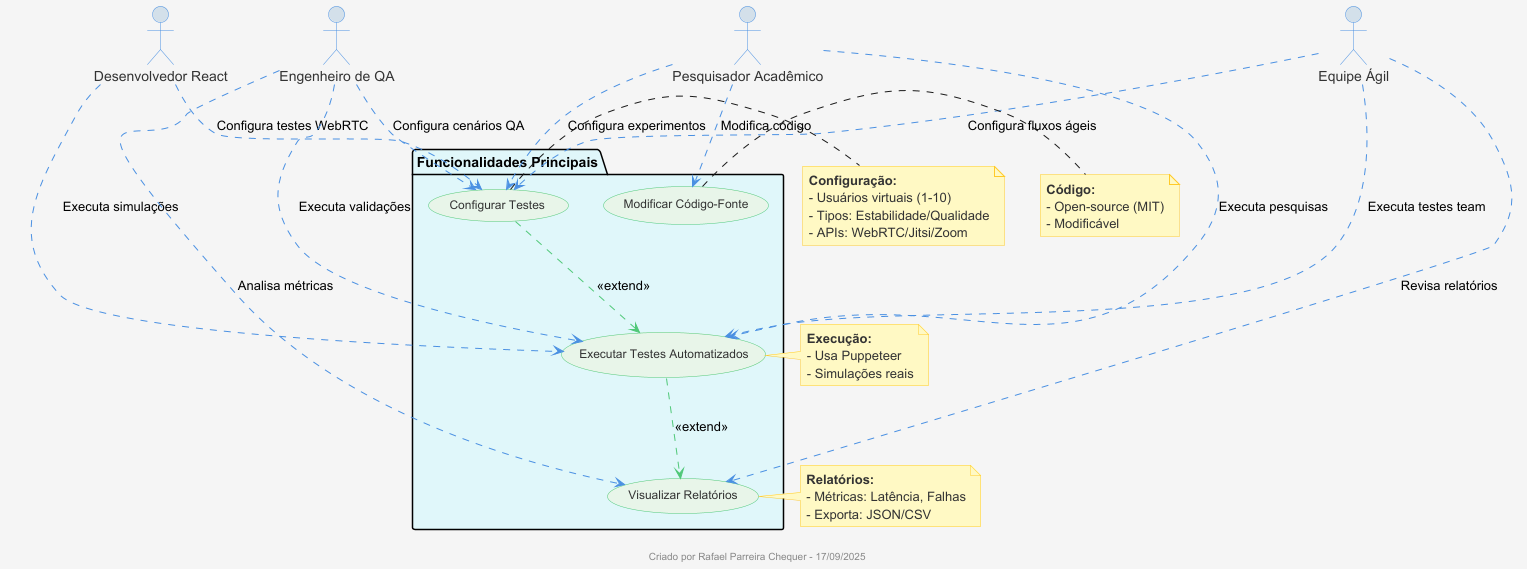 Desenvolvedor React
Engenheiro de QA
Pesquisador Acadêmico
Equipe Ágil
Configura testes WebRTC
Configura cenários QA
Configura experimentos
Modifica código
Configura fluxos ágeis
Funcionalidades Principais
Configurar Testes
Modificar Código-Fonte
Configuração:
- Usuários virtuais (1-10)
- Tipos: Estabilidade/Qualidade
- APIs: WebRTC/Jitsi/Zoom
Código:
- Open-source (MIT)
- Modificável
Executa simulações
Executa validações
Executa pesquisas
Executa testes team
Analisa métricas
«extend»
Revisa relatórios
Executar Testes Automatizados
Execução:
- Usa Puppeteer
- Simulações reais
«extend»
Visualizar Relatórios
Relatórios:
- Métricas: Latência, Falhas
- Exporta: JSON/CSV
Criado por Rafael Parreira Chequer - 17/09/2025